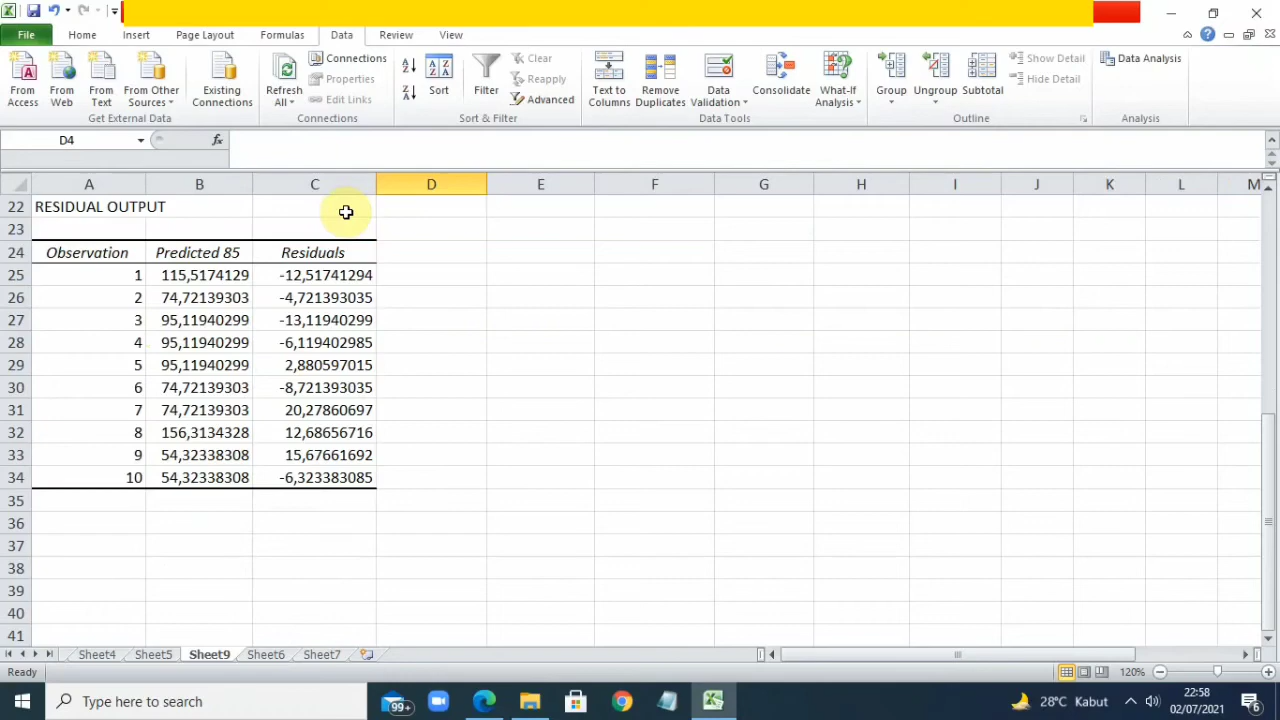 File Home Insert Page Layout Formulas Data Review View
From Access
From Web
From Text
From Other Sources
Existing Connections
Get External Data
Refresh All
Connections
Properties
Edit Links
Connections
Sort
Filter
Clear
Reapply
Advanced
Sort & Filter
Text to Columns
Remove Duplicates
Data Validation
Consolidate
What-If Analysis
Data Tools
Group
Ungroup
Subtotal
Show Detail
Hide Detail
Outline
Data Analysis
Analysis
D4 fx
A B C D E F G H I J K L M
22 RESIDUAL OUTPUT
23
24 Observation Predicted 85 Residuals
25 1 115,5174129 -12,51741294
26 2 74,72139303 -4,721393035
27 3 95,11940299 -13,11940299
28 4 95,11940299 -6,119402985
29 5 95,11940299 2,880597015
30 6 74,72139303 -8,721393035
31 7 74,72139303 20,27860697
32 8 156,3134328 12,68656716
33 9 54,32338308 15,67661692
34 10 54,32338308 -6,323383085
35
36
37
38
39
40
41
Sheet4 Sheet5 Sheet9 Sheet6 Sheet7
Ready 120%
Type here to search 99+ 28°C Kabut 22:58
02/07/2021 6